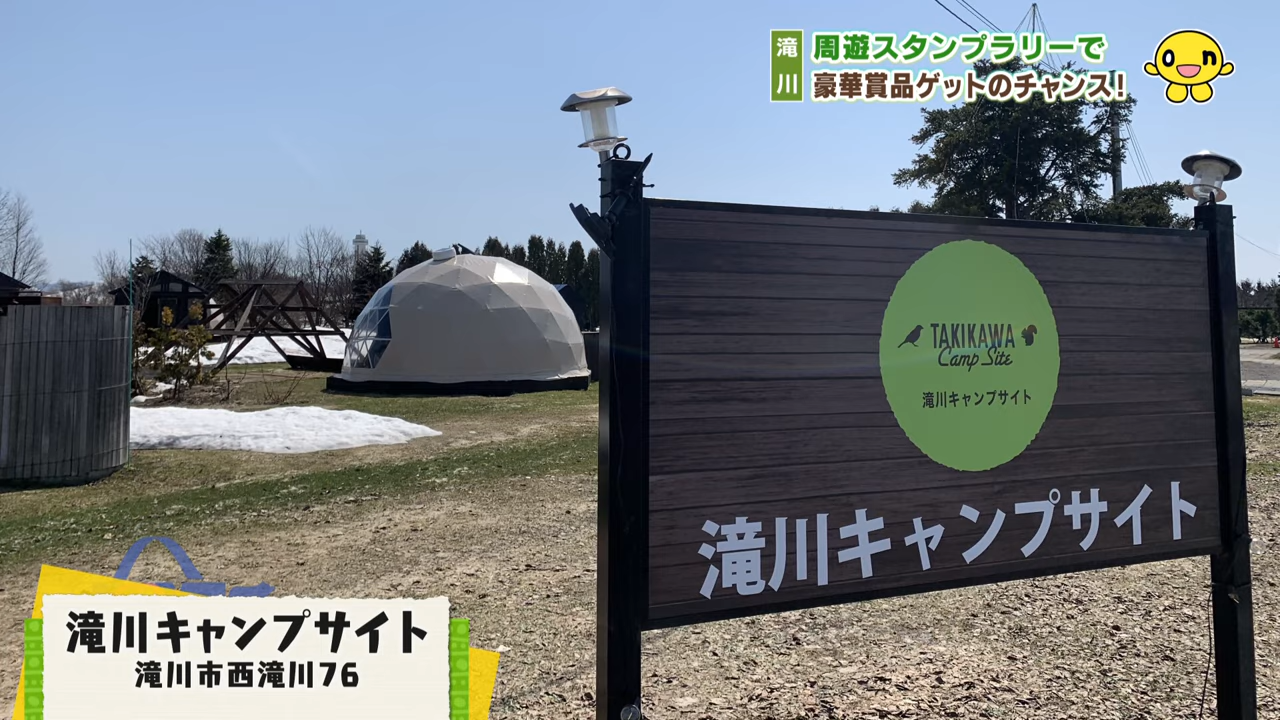 滝川
周遊スタンプラリーで
豪華賞品ゲットのチャンス!
on
TAKIKAWA
Camp Site
滝川キャンプサイト
滝川キャンプサイト
滝川キャンプサイト
滝川市西滝川76